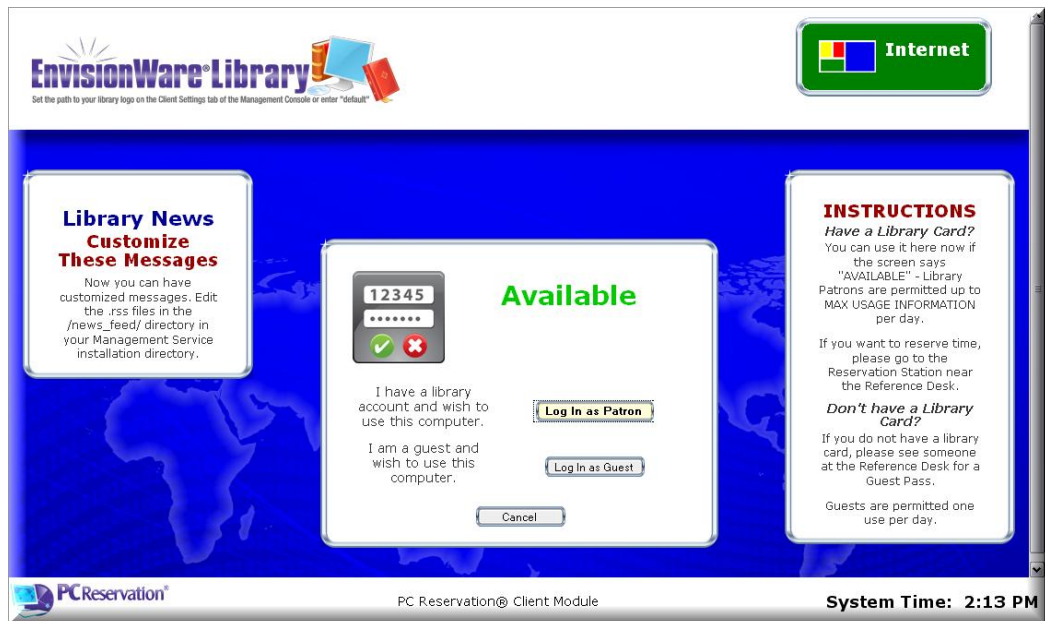 EnvisionWare® Library
Set the path to your library logo on the Client Settings tab of the Management Console or enter "default"
Internet
Library News
Customize
These Messages
Now you can have
customized messages. Edit
the .rss files in the
/news_feed/ directory in
your Management Service
installation directory.
12345
Available
I have a library
account and wish to
use this computer.
Log In as Patron
I am a guest and
wish to use this
computer.
Log In as Guest
Cancel
INSTRUCTIONS
Have a Library Card?
You can use it here now if
the screen says
"AVAILABLE" - Library
Patrons are permitted up to
MAX USAGE INFORMATION
per day.
If you want to reserve time,
please go to the
Reservation Station near
the Reference Desk.
Don't have a Library
Card?
If you do not have a library
card, please see someone
at the Reference Desk for a
Guest Pass.
Guests are permitted one
use per day.
PCReservation®
PC Reservation® Client Module
System Time: 2:13 PM